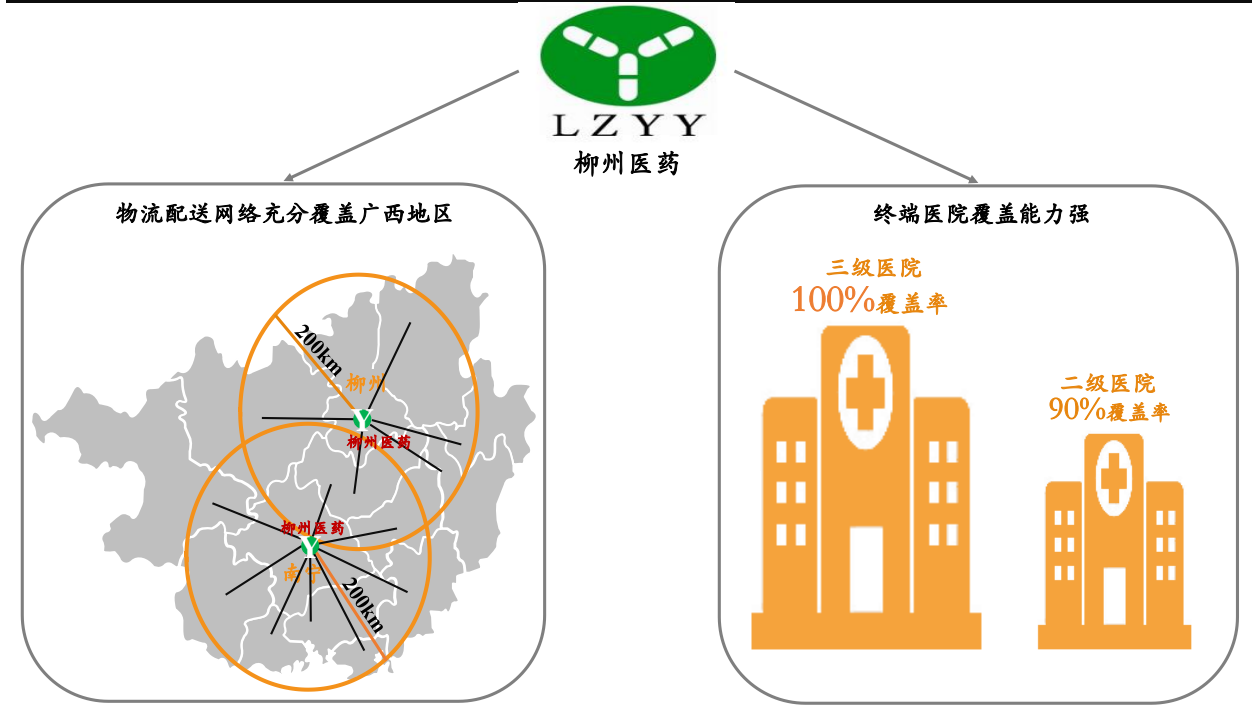 LZYY
柳州医药
物流配送网络充分覆盖广西地区
200km
柳州
柳州医药
柳州医药
南宁
200km
终端医院覆盖能力强
三级医院
100%覆盖率
二级医院
90%覆盖率